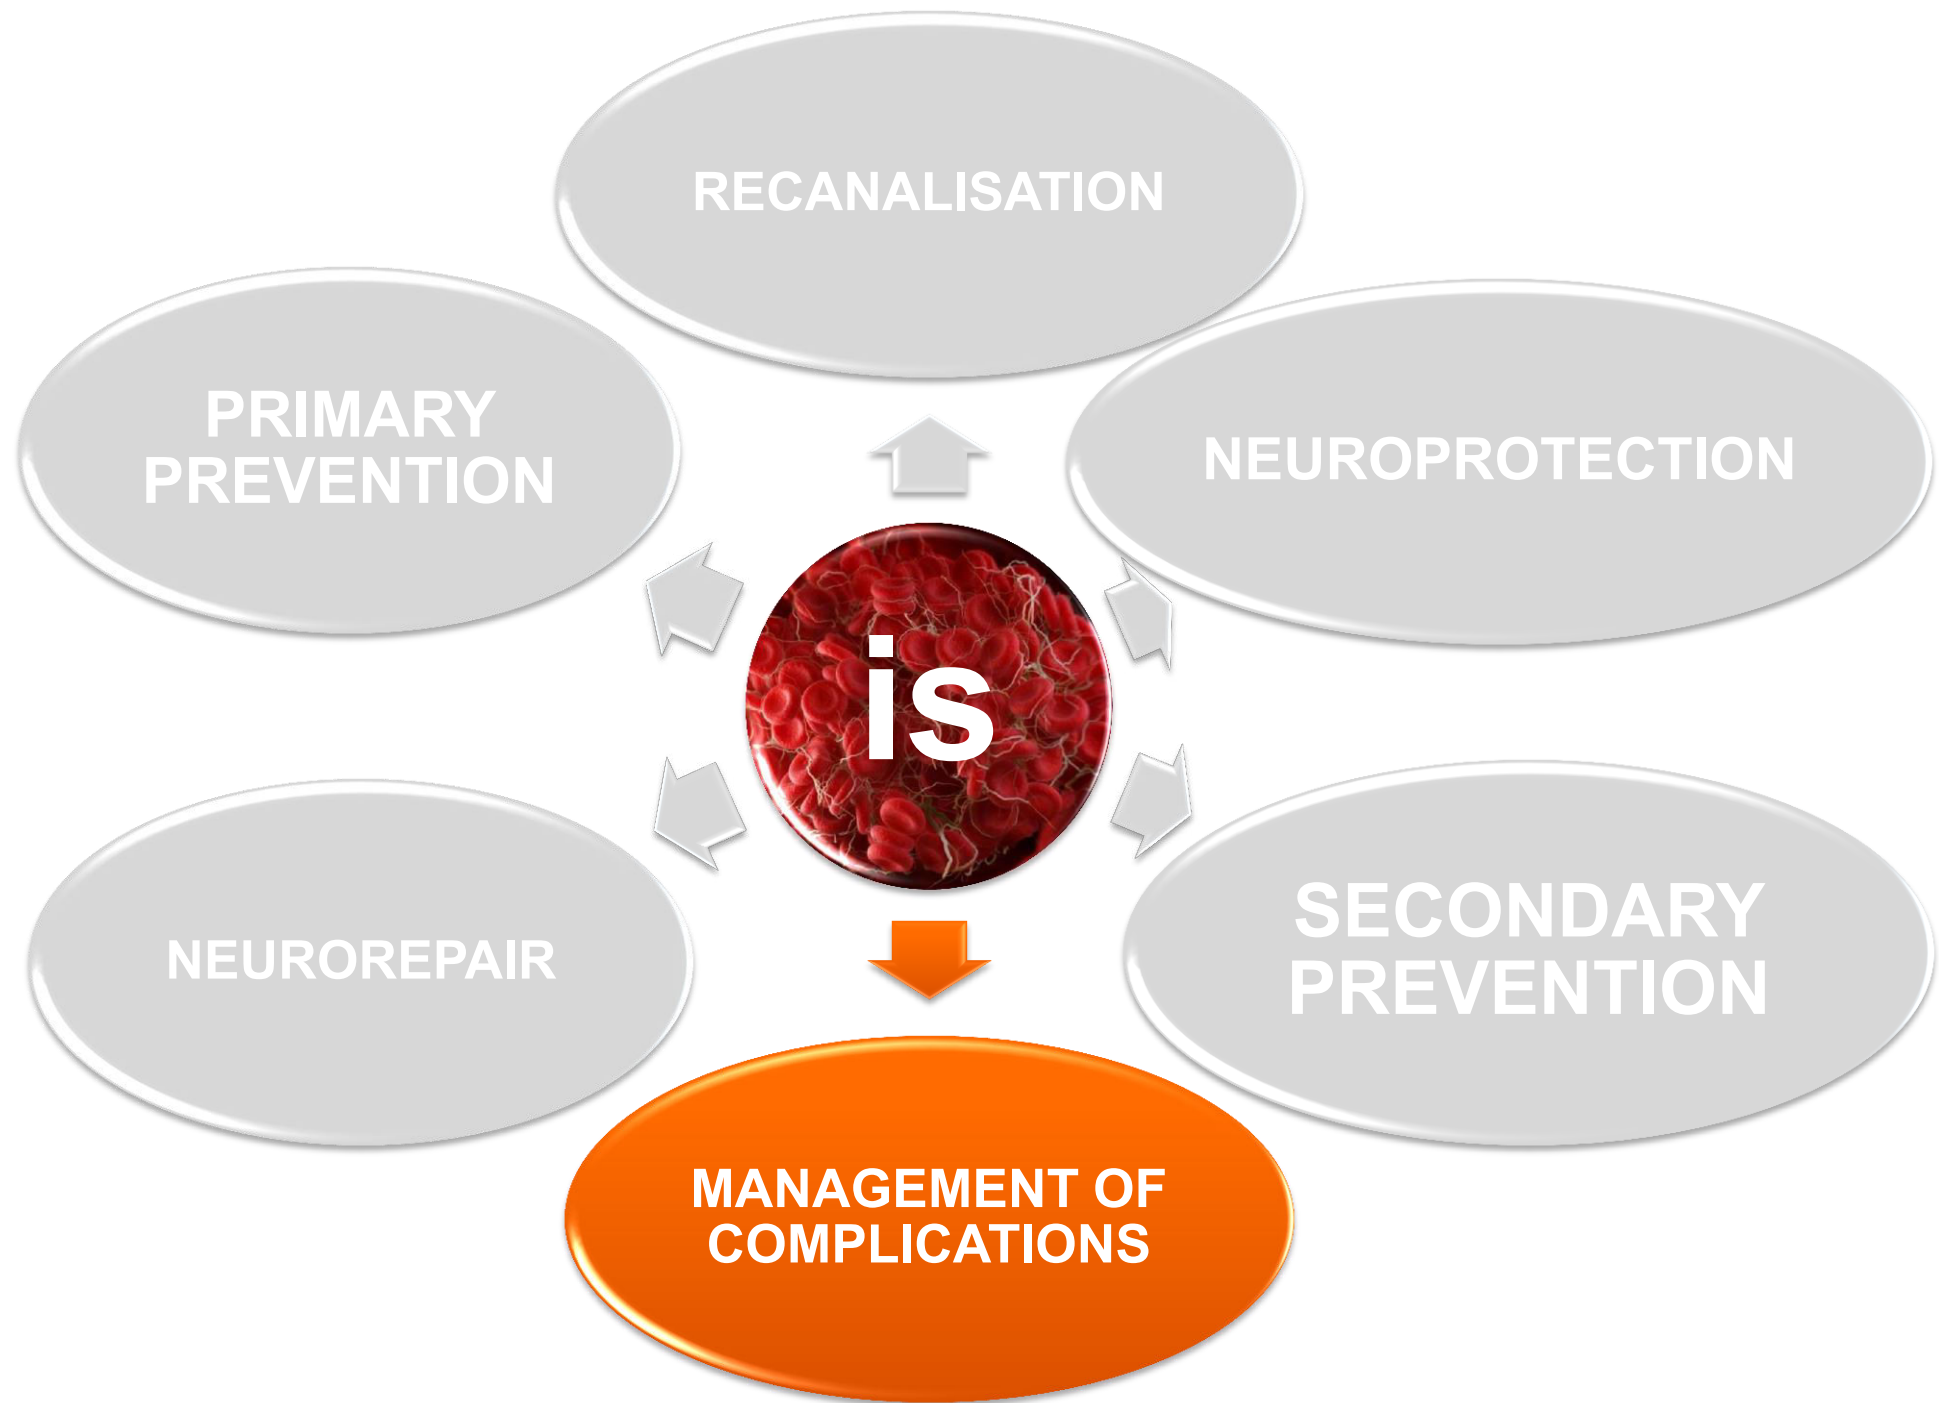 RECANALISATION
PRIMARY
PREVENTION
NEUROPROTECTION
is
NEUROREPAIR
SECONDARY
PREVENTION
MANAGEMENT OF
COMPLICATIONS